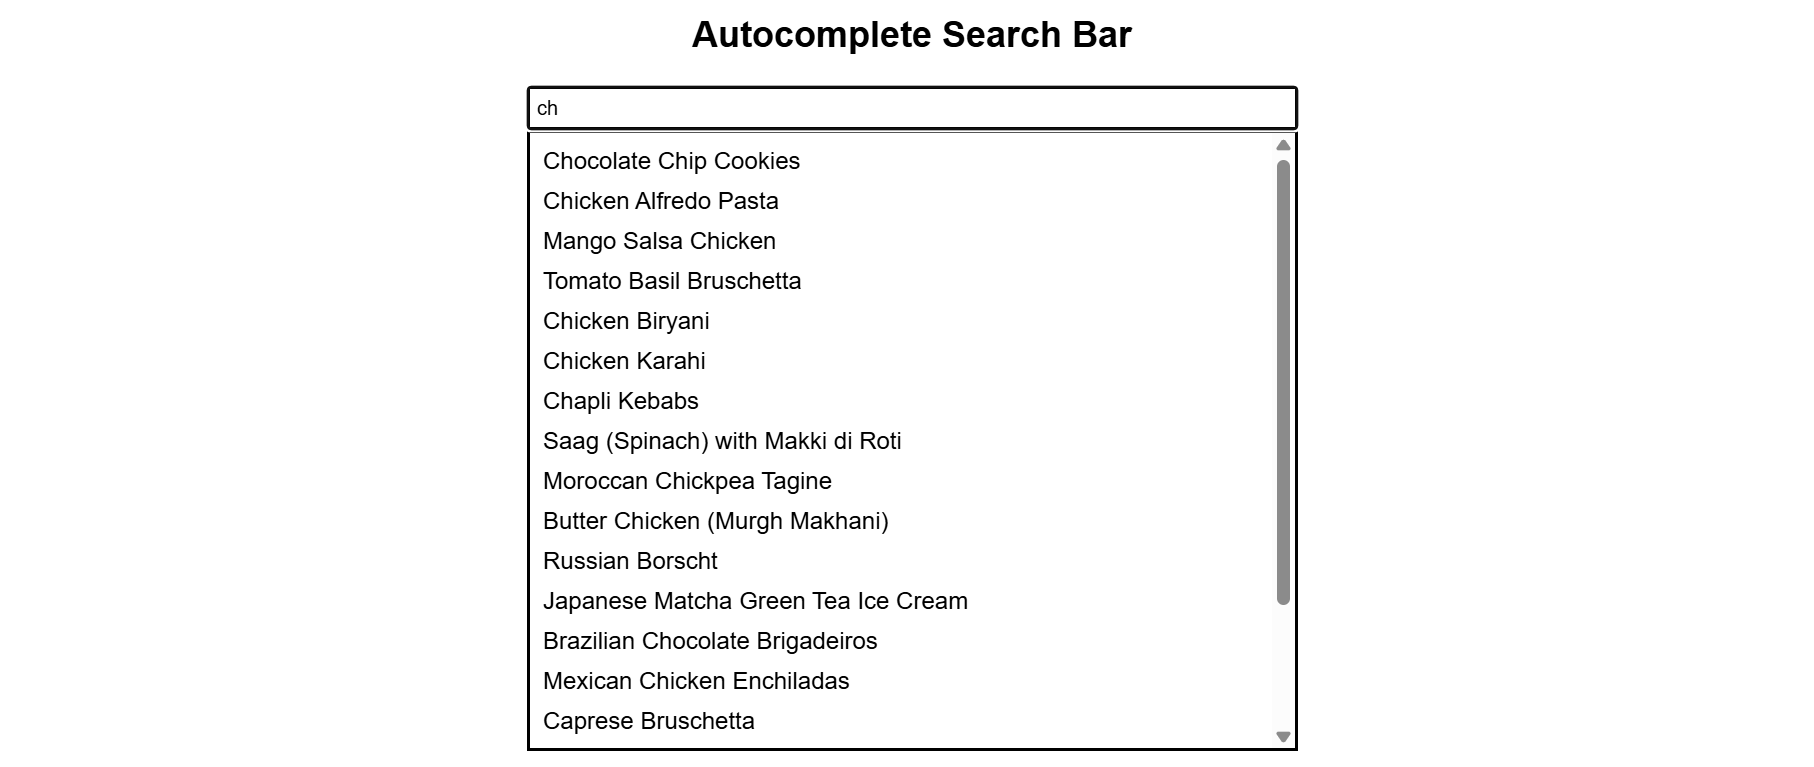 Autocomplete Search Bar
ch
Chocolate Chip Cookies
Chicken Alfredo Pasta
Mango Salsa Chicken
Tomato Basil Bruschetta
Chicken Biryani
Chicken Karahi
Chapli Kebabs
Saag (Spinach) with Makki di Roti
Moroccan Chickpea Tagine
Butter Chicken (Murgh Makhani)
Russian Borscht
Japanese Matcha Green Tea Ice Cream
Brazilian Chocolate Brigadeiros
Mexican Chicken Enchiladas
Caprese Bruschetta